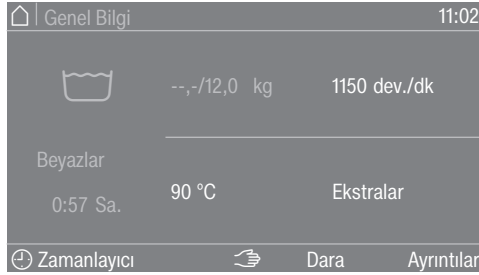 Genel Bilgi 11:02
--,-/12,0 kg 1150 dev./dk
Beyazlar
0:57 Sa.
90 °C Ekstralar
Zamanlayıcı Dara Ayrıntılar